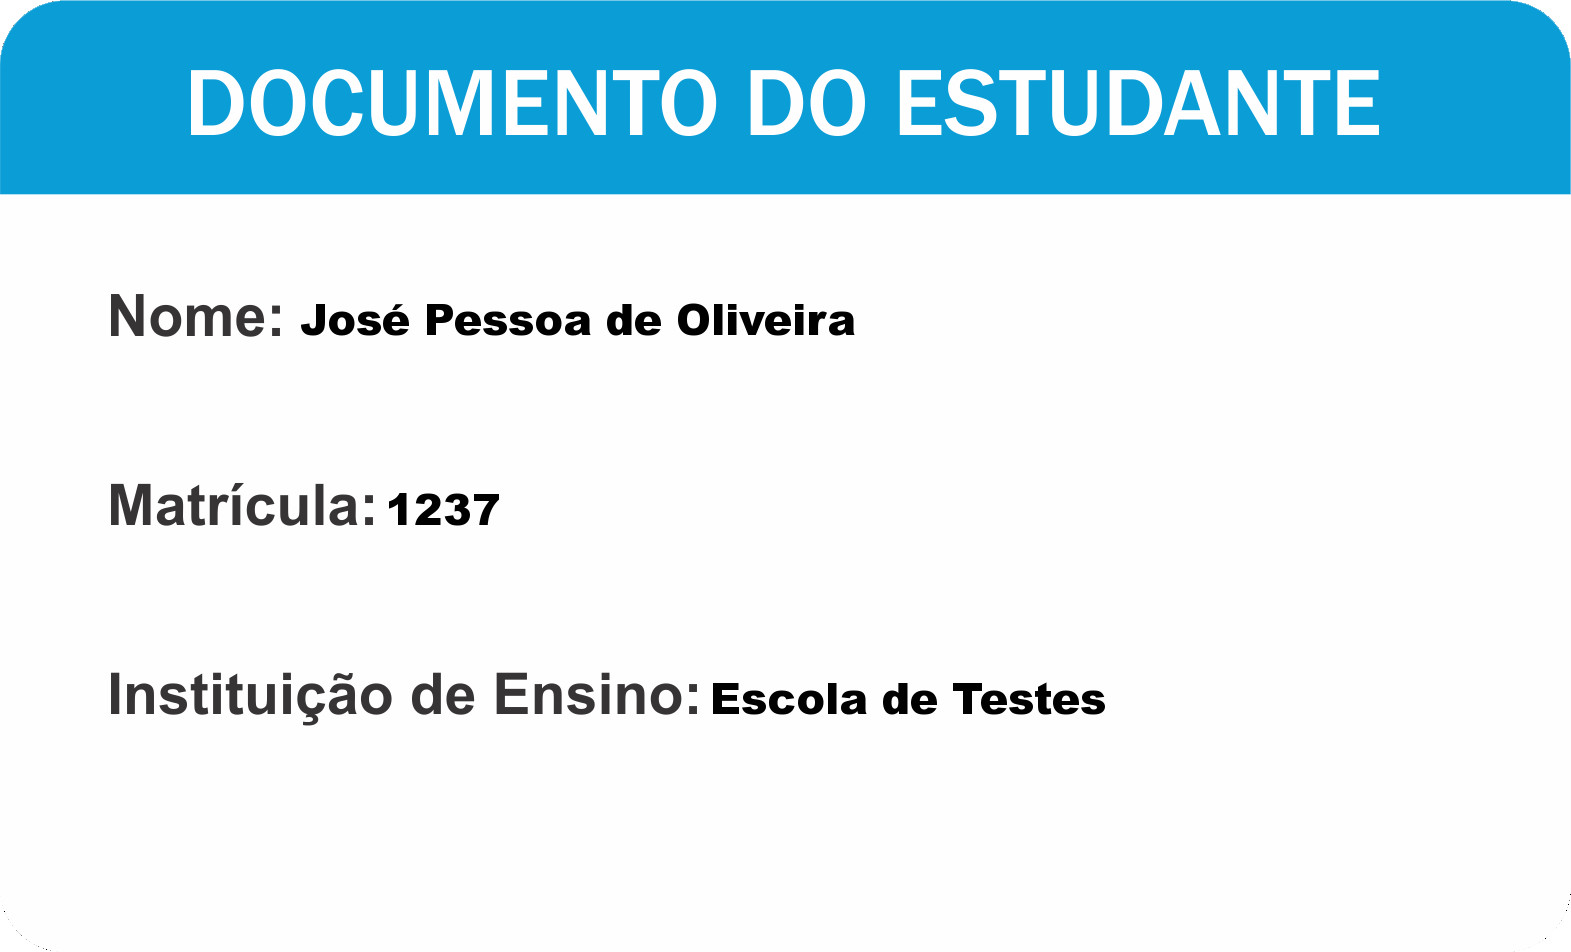 DOCUMENTO DO ESTUDANTE
Nome: José Pessoa de Oliveira
Matrícula: 1237
Instituição de Ensino: Escola de Testes